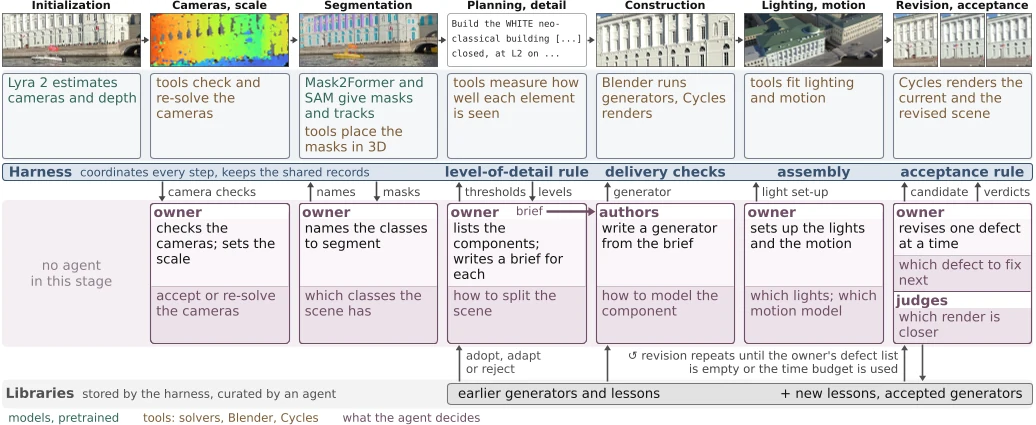 Initialization
Cameras, scale
Segmentation
Planning, detail
Construction
Lighting, motion
Revision, acceptance
Build the WHITE neo-
classical building [...]
closed, at L2 on ...
Lyra 2 estimates
cameras and depth
tools check and
re-solve the
cameras
Mask2Former and
SAM give masks
and tracks
tools place the
masks in 3D
tools measure how
well each element
is seen
Blender runs
generators, Cycles
renders
tools fit lighting
and motion
Cycles renders the
current and the
revised scene
Harness coordinates every step, keeps the shared records
level-of-detail rule
delivery checks
assembly
acceptance rule
camera checks
names
masks
thresholds
levels
generator
light set-up
candidate
verdicts
no agent
in this stage
owner
checks the
cameras; sets the
scale
accept or re-solve
the cameras
owner
names the classes
to segment
which classes the
scene has
owner
brief
lists the
components;
writes a brief for
each
how to split the
scene
authors
write a generator
from the brief
how to model the
component
owner
sets up the lights
and the motion
which lights; which
motion model
owner
revises one defect
at a time
which defect to fix
next
judges
which render is
closer
adopt, adapt
or reject
↺ revision repeats until the owner's defect list
is empty or the time budget is used
Libraries stored by the harness, curated by an agent
earlier generators and lessons
+ new lessons, accepted generators
models, pretrained
tools: solvers, Blender, Cycles
what the agent decides